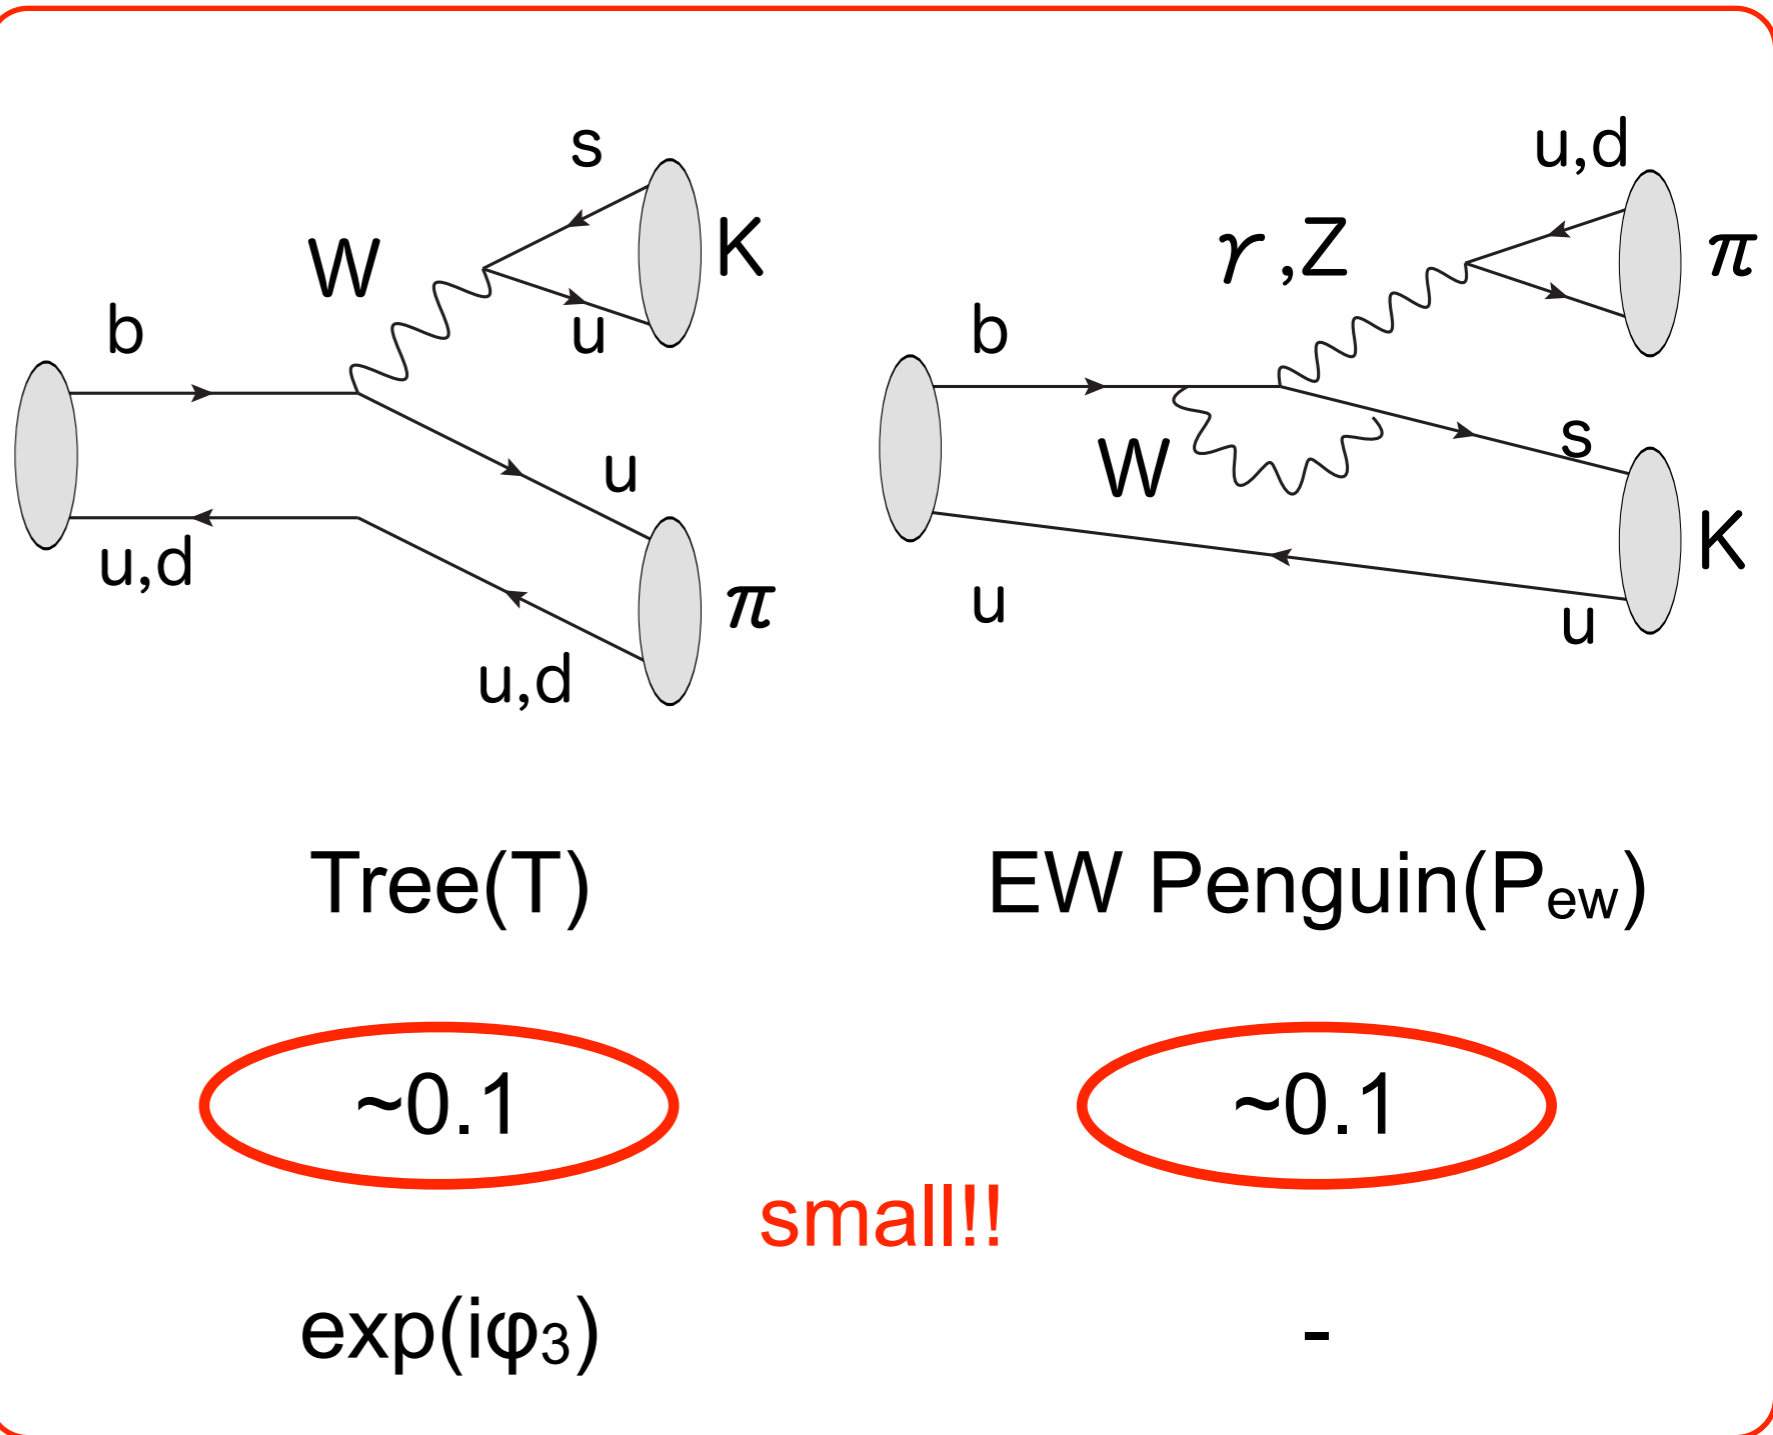 s
K
W
u
b
u
u,d
π
u,d
u,d
γ,Z
π
b
s
W
K
u
u
Tree(T)
EW Penguin(Pew)
~0.1
~0.1
small!!
exp(iφ3)
-